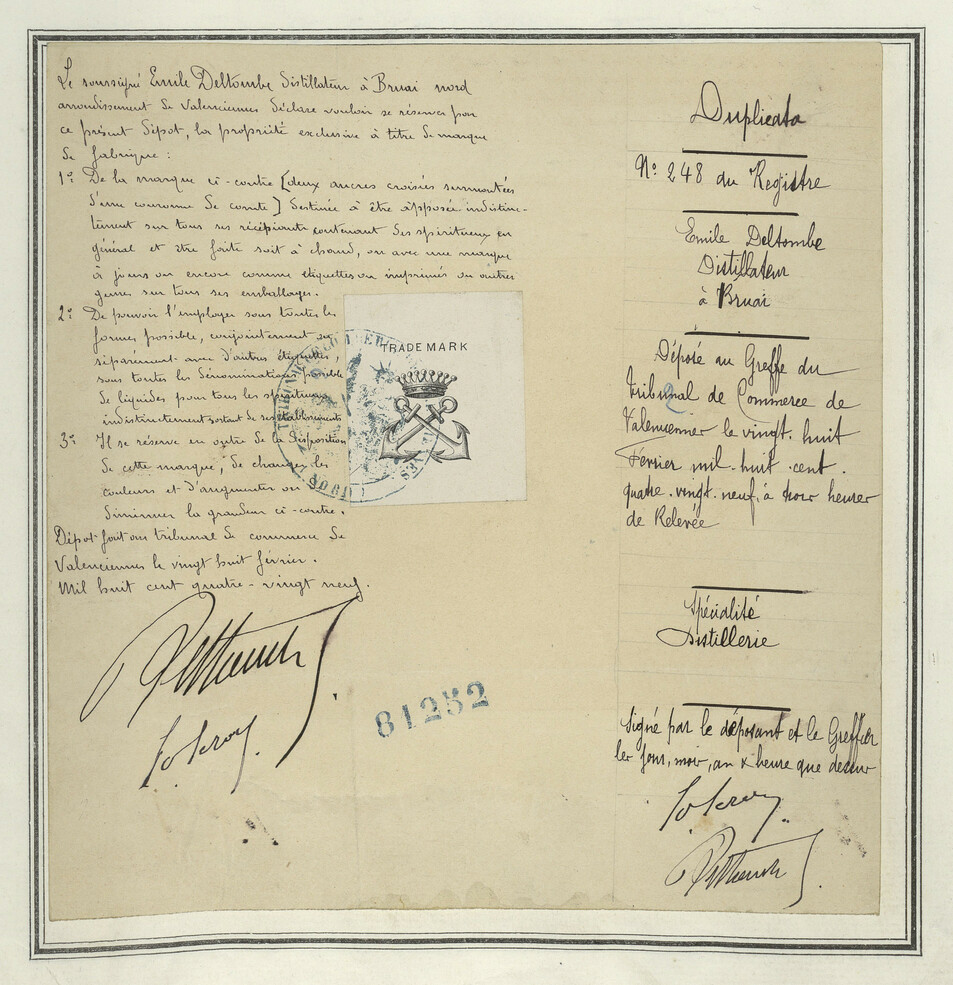 Le soussigné Emile Deltombe distillateur à Bruai nord
arrondissement de Valenciennes déclare vouloir se réserver par
ce présent dépôt, la propriété exclusive à titre de marque
de fabrique :
1º De la marque ci-contre [deux ancres croisées surmontées
d'une couronne de comte] destinée à être apposée indistinc-
tement sur tous ses récipients contenant des spiritueux en
général et être faite soit à chaud, ou avec une marque
à jours ou encore comme étiquettes ou imprimés ou autres
genres sur tous ses emballages.
2º De pouvoir l'employer sous toutes les
formes possible, conjointement ou
séparément avec d'autres étiquettes,
sous toutes les dénominations possible
de liquides pour tous les spiritueux
indistinctement sortant de ses établissements
3º Il se réserve en outre de la disposition
de cette marque, de changer les
couleurs et d'augmenter ou
diminuer la grandeur ci-contre.
Dépot fait au tribunal de commerce de
Valenciennes le vingt huit février.
Mil huit cent quatre-vingt neuf.
TRADE MARK
81252
Duplicata
Nº 248 du Registre
Emile Deltombe
Distillateur
à Bruai
Déposé au Greffe du
Tribunal de Commerce de
Valenciennes le vingt-huit
Février mil-huit-cent-
quatre-vingt-neuf, à trois heures
de Relevée
Spécialité
Distillerie
Signé par le déposant et le Greffier
les jour, mois, an & heure que dessus